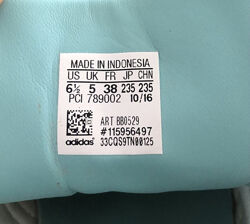 MADE IN INDONESIA
US UK FR JP CHN
6½ 5 38 235 235
PCI 789002 10/16
ART BB0529
#115956497
adidas 33CQS9TN00125